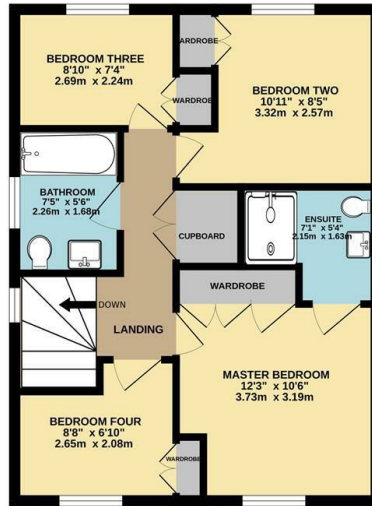 BEDROOM THREE
8'10" x 7'4"
2.69m x 2.24m
ARDROBE
WARDROBE
BEDROOM TWO
10'11" x 8'5"
3.32m x 2.57m
BATHROOM
7'5" x 5'6"
2.26m x 1.68m
CUPBOARD
ENSUITE
7'1" x 5'4"
2.15m x 1.63m
WARDROBE
DOWN
LANDING
MASTER BEDROOM
12'3" x 10'6"
3.73m x 3.19m
BEDROOM FOUR
8'8" x 6'10"
2.65m x 2.08m
WARDROBE